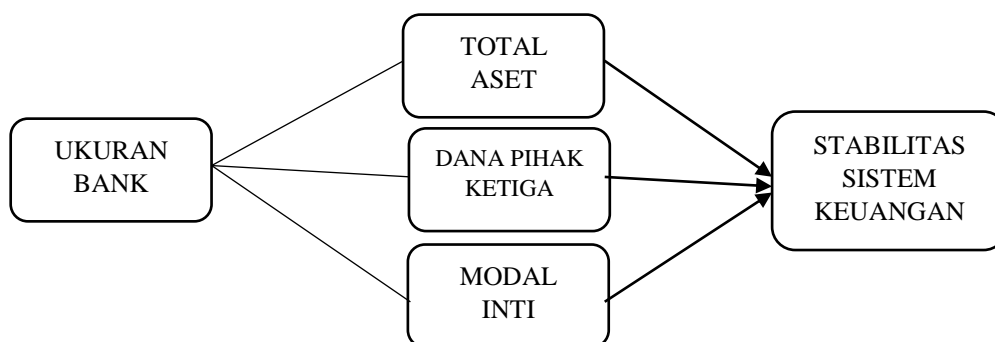 UKURAN
BANK
TOTAL
ASET
DANA PIHAK
KETIGA
MODAL
INTI
STABILITAS
SISTEM
KEUANGAN